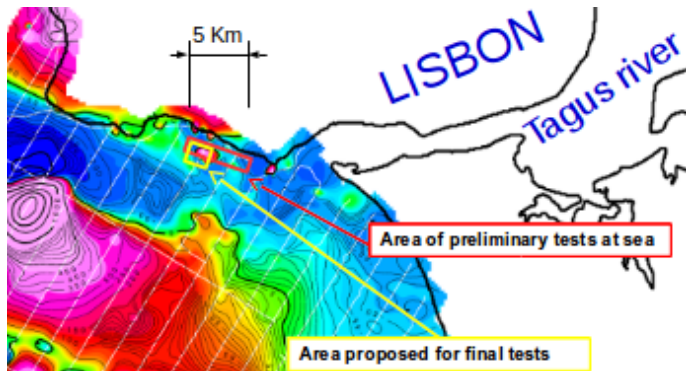 5 Km
LISBON
Tagus river
Area of preliminary tests at sea
Area proposed for final tests